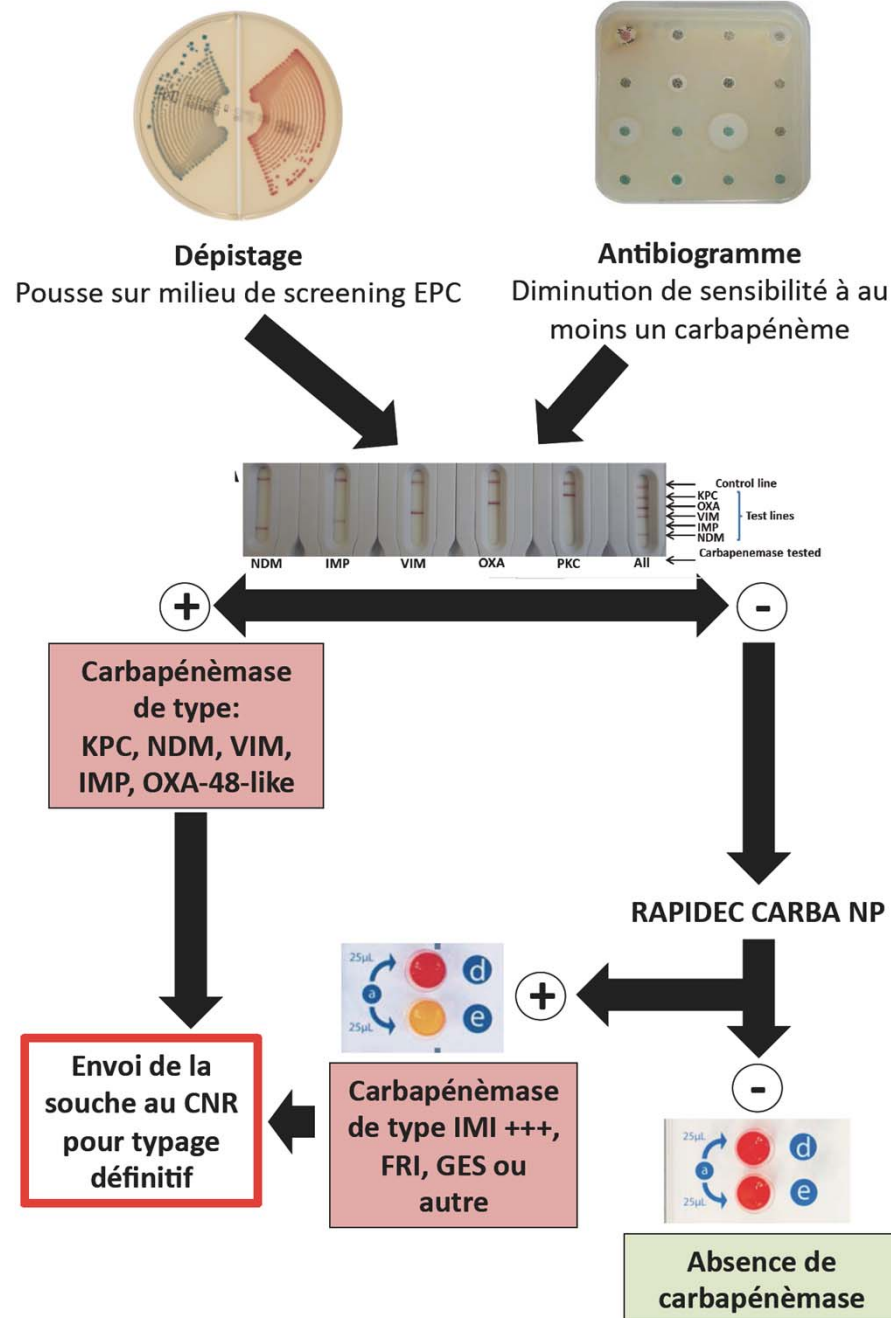 Dépistage
Pousse sur milieu de screening EPC
Antibiogramme
Diminution de sensibilité à au
moins un carbapénème
Control line
KPC
OXA
VIM
IMP
NDM
Test lines
Carbapenemase tested
NDM
IMP
VIM
OXA
PKC
All
+
-
Carbapénèmase
de type:
KPC, NDM, VIM,
IMP, OXA-48-like
RAPIDEC CARBA NP
25µL
a
25µL
d
e
+
-
Envoi de la
souche au CNR
pour typage
définitif
Carbapénèmase
de type IMI +++,
FRI, GES ou
autre
25µL
a
25µL
d
e
Absence de
carbapénèmase